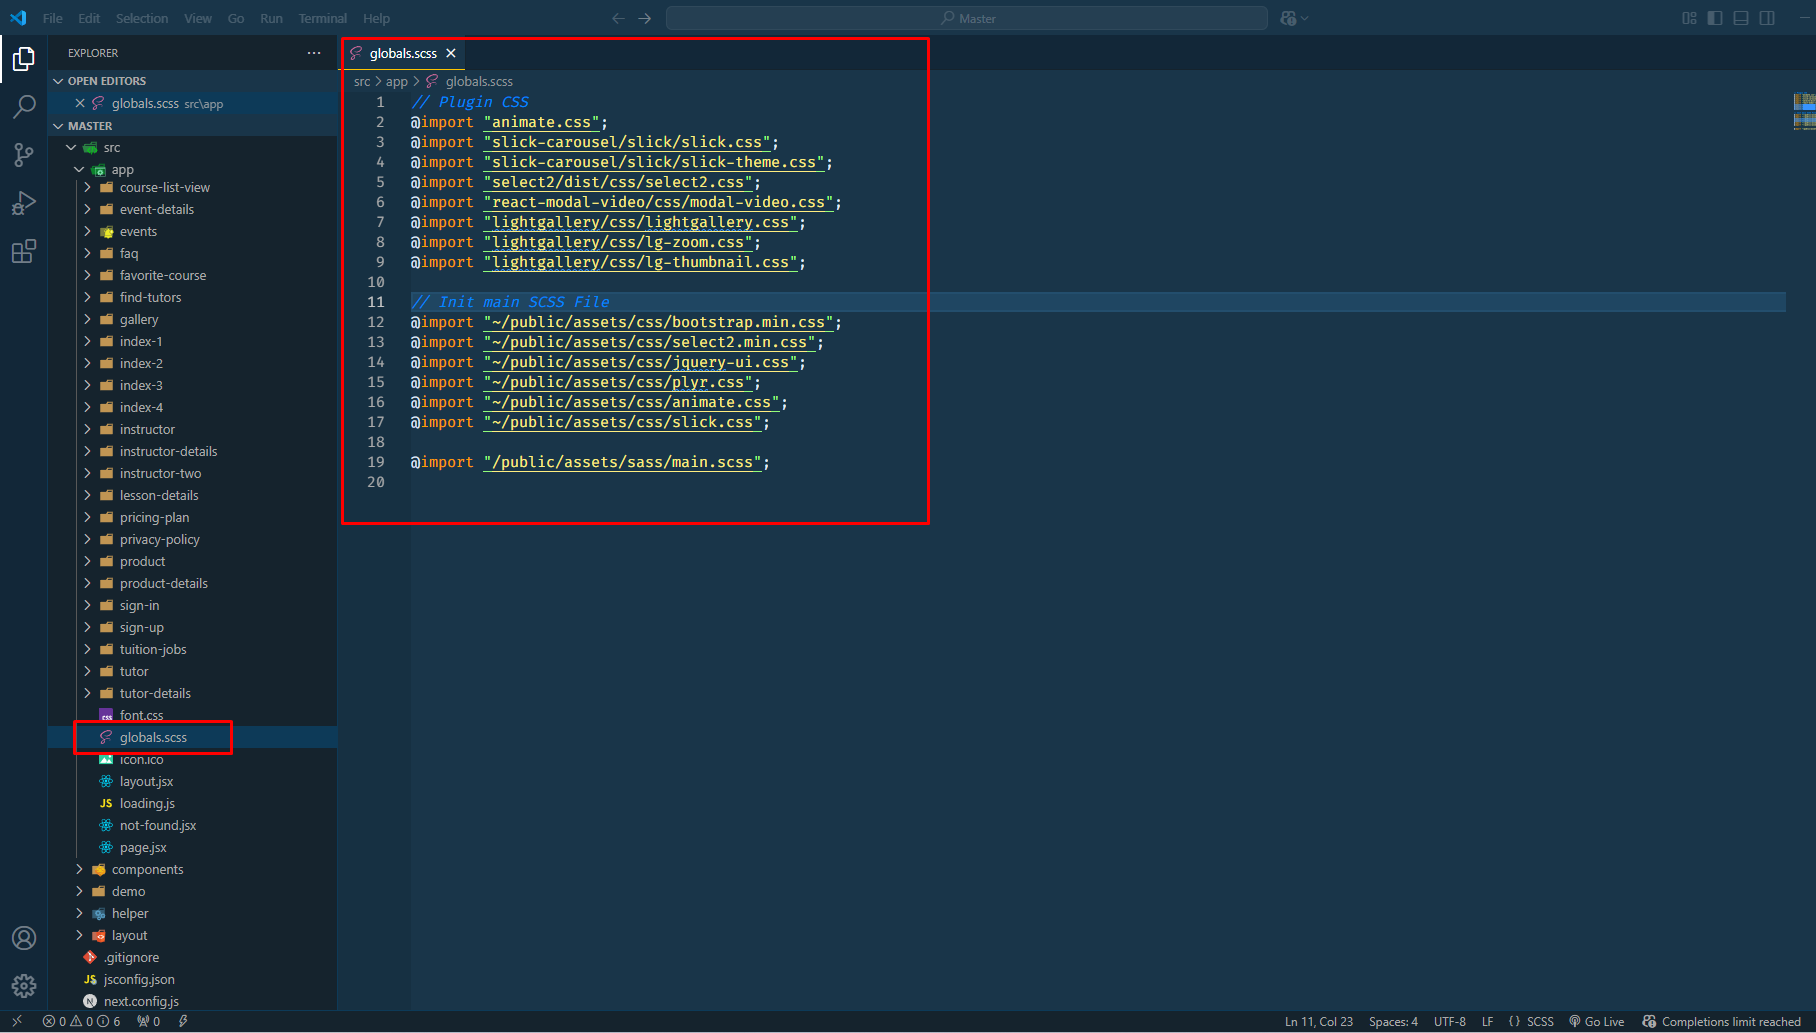 File Edit Selection View Go Run Terminal Help
Master
EXPLORER
OPEN EDITORS
globals.scss src\app
MASTER
src
app
course-list-view
event-details
events
faq
favorite-course
find-tutors
gallery
index-1
index-2
index-3
index-4
instructor
instructor-details
instructor-two
lesson-details
pricing-plan
privacy-policy
product
product-details
sign-in
sign-up
tuition-jobs
tutor
tutor-details
font.css
globals.scss
icon.ico
layout.jsx
JS loading.js
not-found.jsx
page.jsx
components
demo
helper
layout
.gitignore
JS jsconfig.json
N next.config.js
globals.scss
src > app > globals.scss
1 // Plugin CSS
2 @import "animate.css";
3 @import "slick-carousel/slick/slick.css";
4 @import "slick-carousel/slick/slick-theme.css";
5 @import "select2/dist/css/select2.css";
6 @import "react-modal-video/css/modal-video.css";
7 @import "lightgallery/css/lightgallery.css";
8 @import "lightgallery/css/lg-zoom.css";
9 @import "lightgallery/css/lg-thumbnail.css";
10
11 // Init main SCSS File
12 @import "~/public/assets/css/bootstrap.min.css";
13 @import "~/public/assets/css/select2.min.css";
14 @import "~/public/assets/css/jquery-ui.css";
15 @import "~/public/assets/css/plyr.css";
16 @import "~/public/assets/css/animate.css";
17 @import "~/public/assets/css/slick.css";
18
19 @import "/public/assets/sass/main.scss";
20
0 0 6 0
Ln 11, Col 23 Spaces: 4 UTF-8 LF {} SCSS Go Live Completions limit reached